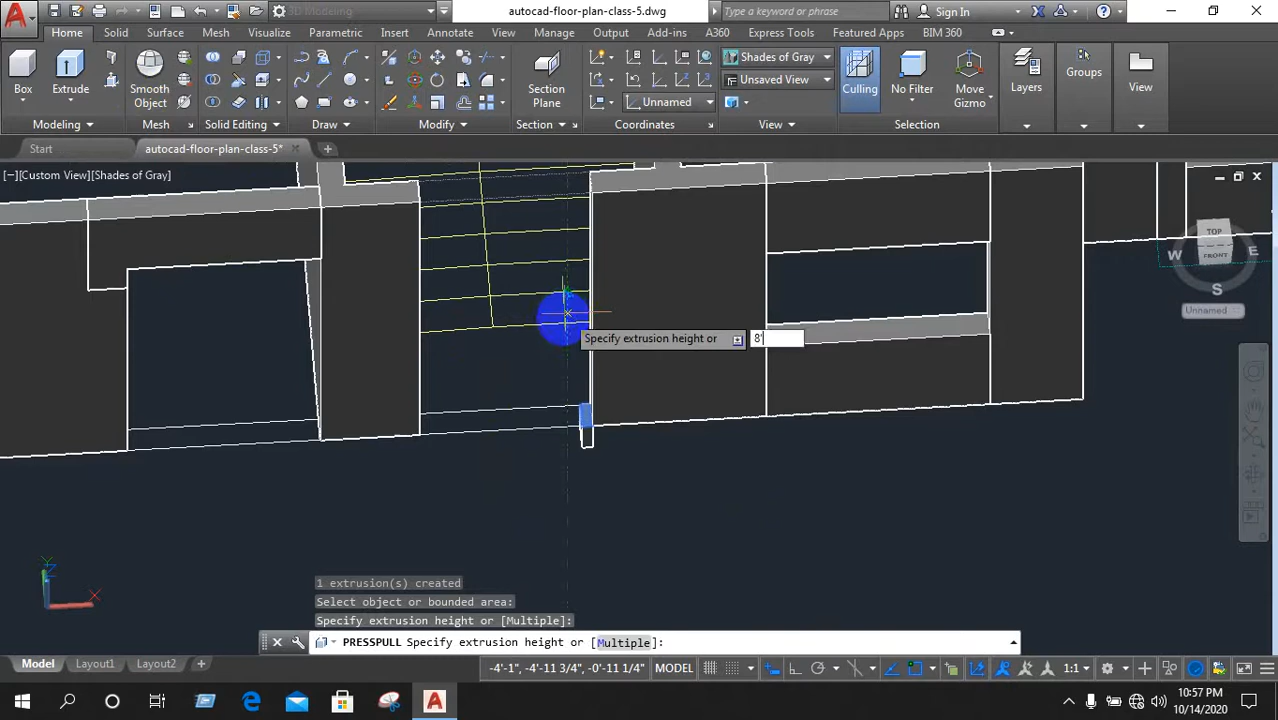 3D Modeling
autocad-floor-plan-class-5.dwg
Type a keyword or phrase
Sign In
Home Solid Surface Mesh Visualize Parametric Insert Annotate View Manage Output Add-ins A360 Express Tools Featured Apps BIM 360
Box
Extrude
Smooth Object
Section Plane
Shades of Gray
Unsaved View
Unnamed
Culling
No Filter
Move Gizmo
Layers
Groups
View
Modeling
Mesh
Solid Editing
Draw
Modify
Section
Coordinates
View
Selection
Start
autocad-floor-plan-class-5*
[−][Custom View][Shades of Gray]
TOP
FRONT
W
E
S
Unnamed
Specify extrusion height or
8'
1 extrusion(s) created
Select object or bounded area:
Specify extrusion height or [Multiple]:
PRESSPULL Specify extrusion height or [Multiple]:
Model
Layout1
Layout2
-4'-1", -4'-11 3/4", -0'-11 1/4"
MODEL
1:1
10:57 PM
10/14/2020